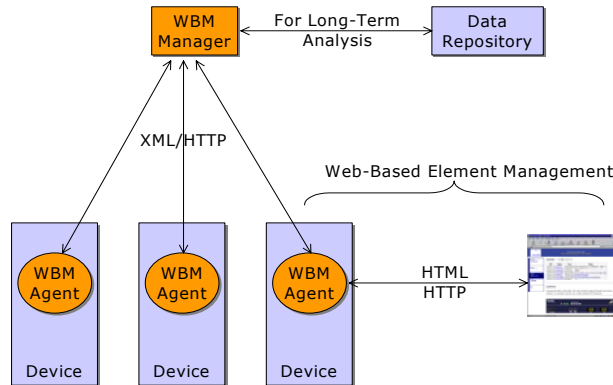 WBM
Manager
For Long-Term
Analysis
Data
Repository
XML/HTTP
Web-Based Element Management
WBM
Agent
WBM
Agent
WBM
Agent
HTML
HTTP
Device
Device
Device